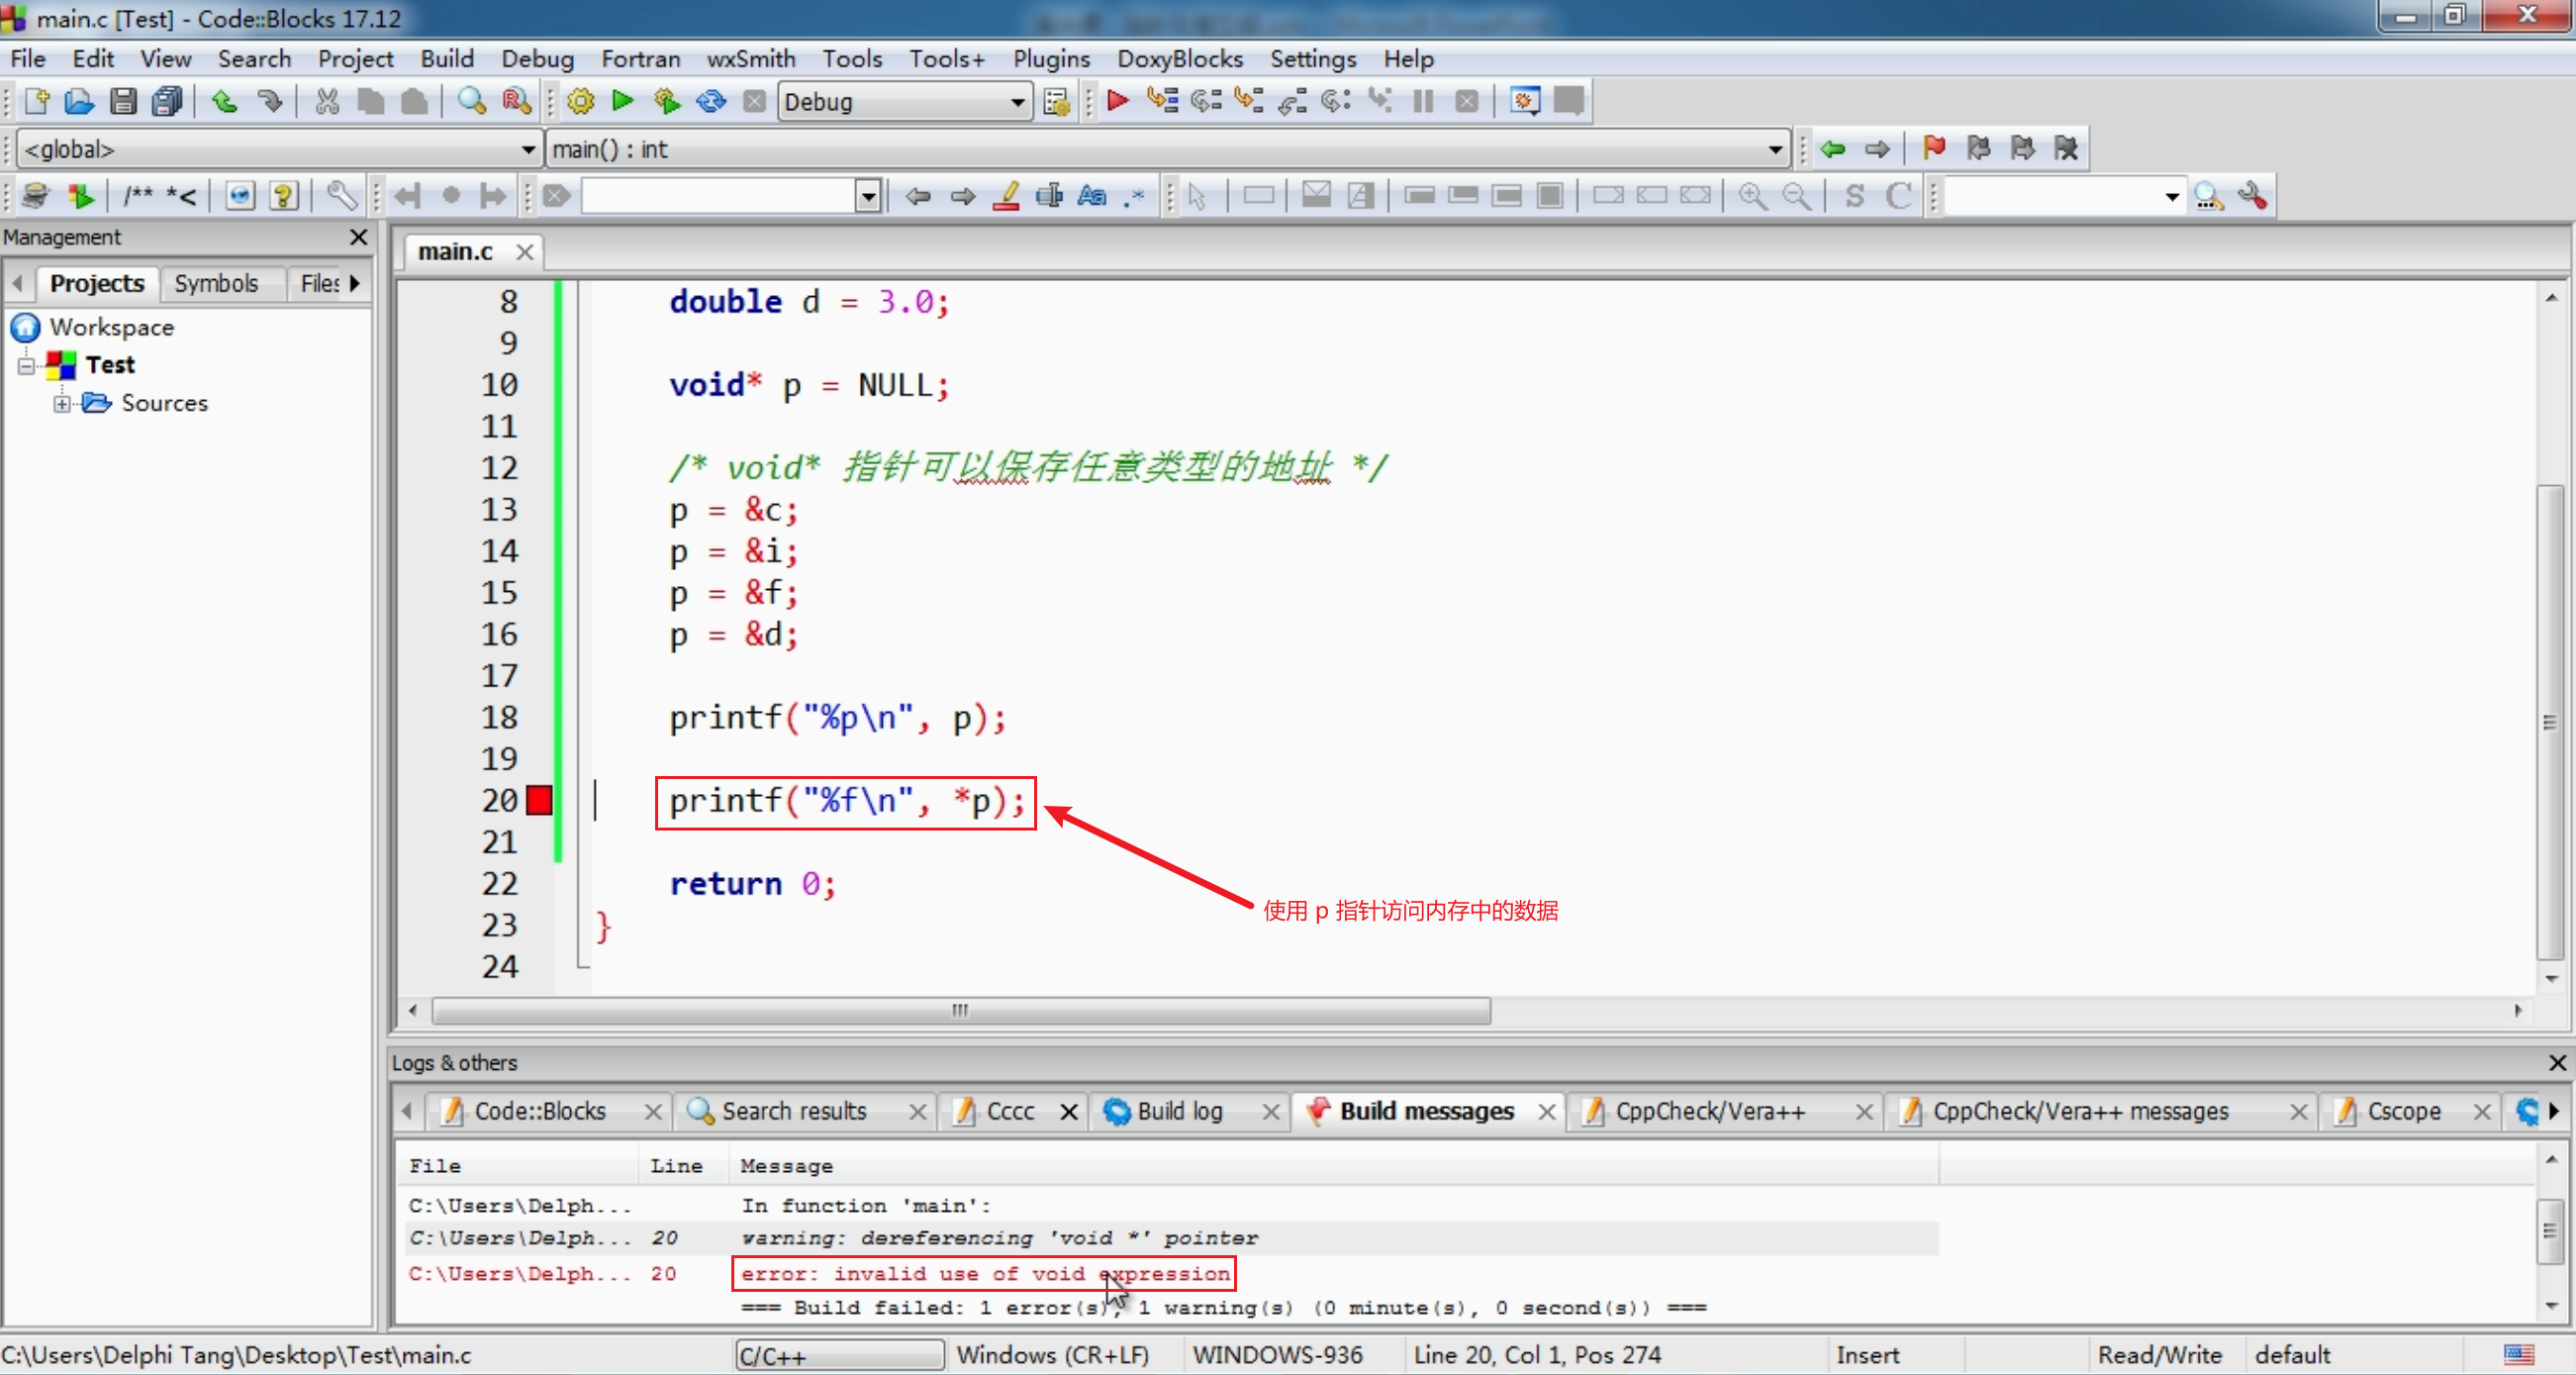 main.c [Test] - Code::Blocks 17.12
File Edit View Search Project Build Debug Fortran wxSmith Tools Tools+ Plugins DoxyBlocks Settings Help
Debug
<global> main() : int
/** *<
S C
Management
Projects Symbols Files
Workspace
Test
Sources
main.c
8 double d = 3.0;
9
10 void* p = NULL;
11
12 /* void* 指针可以保存任意类型的地址 */
13 p = &c;
14 p = &i;
15 p = &f;
16 p = &d;
17
18 printf("%p\n", p);
19
20 printf("%f\n", *p);
21
22 return 0;
23 }
24
使用 p 指针访问内存中的数据
Logs & others
Code::Blocks Search results Cccc Build log Build messages CppCheck/Vera++ CppCheck/Vera++ messages Cscope
File Line Message
C:\Users\Delph... In function 'main':
C:\Users\Delph... 20 warning: dereferencing 'void *' pointer
C:\Users\Delph... 20 error: invalid use of void expression
=== Build failed: 1 error(s), 1 warning(s) (0 minute(s), 0 second(s)) ===
C:\Users\Delphi Tang\Desktop\Test\main.c C/C++ Windows (CR+LF) WINDOWS-936 Line 20, Col 1, Pos 274 Insert Read/Write default